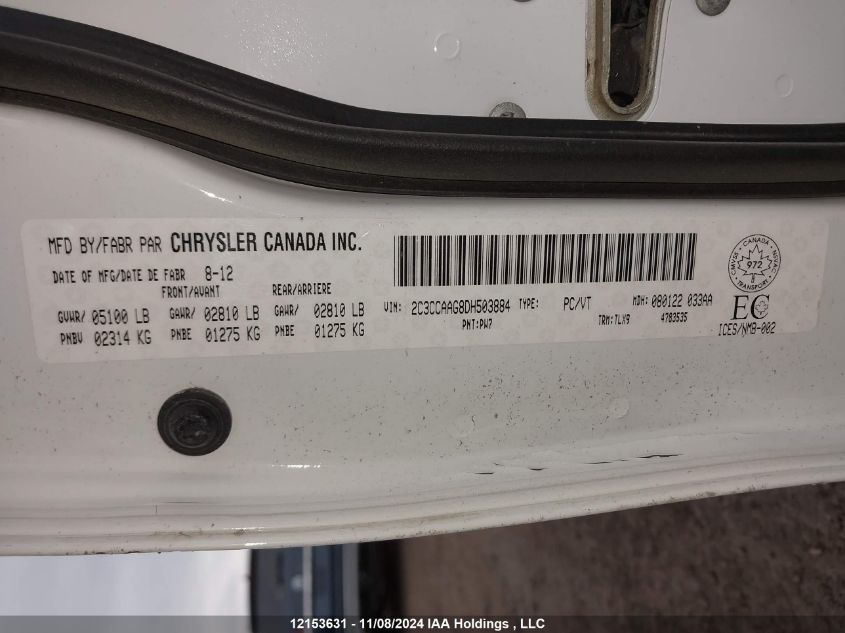 MFD BY/FABR PAR CHRYSLER CANADA INC.
DATE OF MFG/DATE DE FABR 8-12
FRONT/AVANT REAR/ARRIERE
GVWR/ 05100 LB GAWR/ 02810 LB GAWR/ 02810 LB
PNBV 02314 KG PNBE 01275 KG PNBE 01275 KG
VIN: 2C3CCAAG8DH503884 TYPE: PC/VT MDH: 080122 033AA
PNT:PW7 TRM:TLX9 4783535
CANADA
CMVSS NSVAC
972
TRANSPORT
EC
ICES/NMB-002
12153631 - 11/08/2024 IAA Holdings , LLC